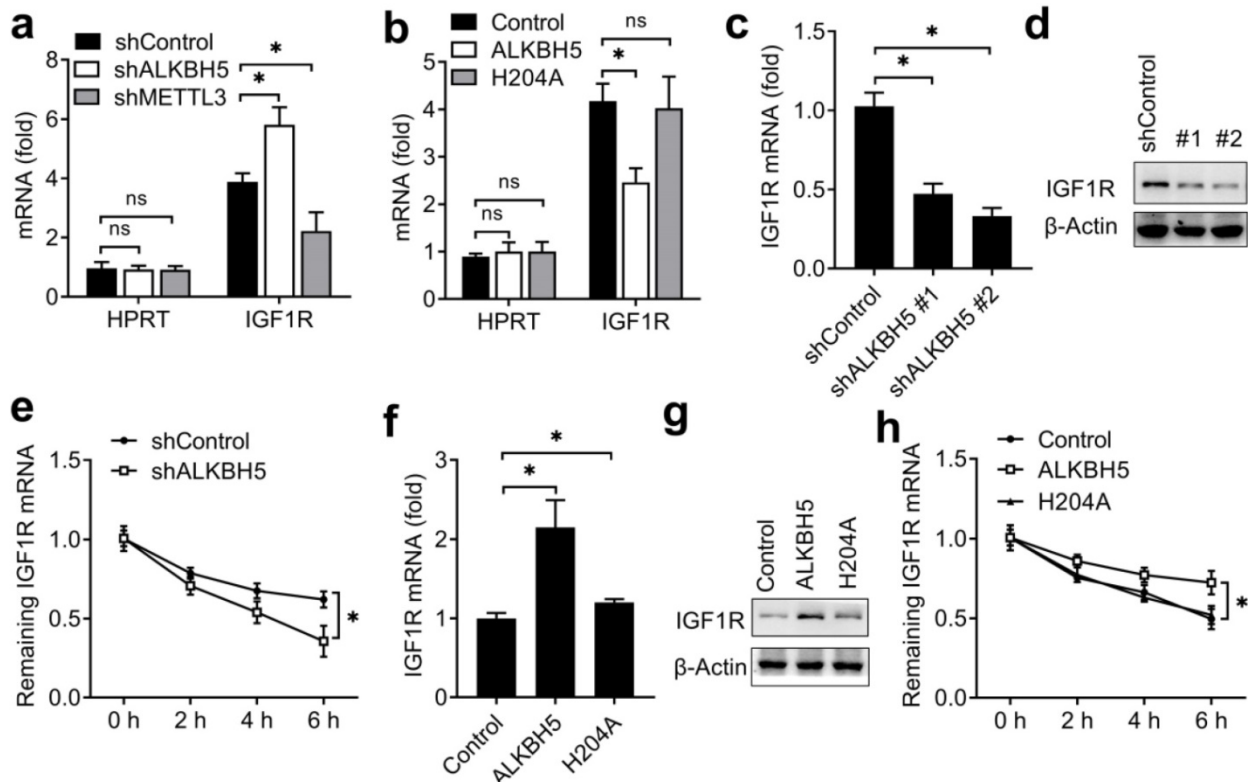 a
shControl
shALKBH5
shMETTL3
mRNA (fold)
8
6
4
2
0
ns
ns
*
*
HPRT
IGF1R
b
Control
ALKBH5
H204A
mRNA (fold)
5
4
3
2
1
0
ns
ns
ns
*
HPRT
IGF1R
c
IGF1R mRNA (fold)
1.5
1.0
0.5
0.0
*
*
shControl
shALKBH5 #1
shALKBH5 #2
d
shControl
#1
#2
IGF1R
β-Actin
e
shControl
shALKBH5
Remaining IGF1R mRNA
1.5
1.0
0.5
0.0
*
0 h
2 h
4 h
6 h
f
IGF1R mRNA (fold)
3
2
1
0
*
*
Control
ALKBH5
H204A
g
Control
ALKBH5
H204A
IGF1R
β-Actin
h
Control
ALKBH5
H204A
Remaining IGF1R mRNA
1.5
1.0
0.5
0.0
*
0 h
2 h
4 h
6 h